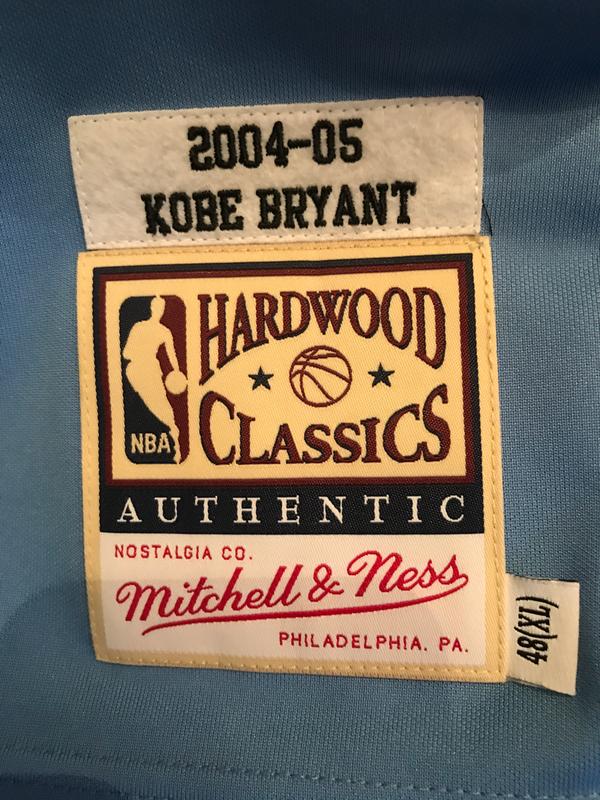 2004-05
KOBE BRYANT
HARDWOOD
CLASSICS
NBA
AUTHENTIC
NOSTALGIA CO.
Mitchell & Ness
PHILADELPHIA. PA.
48(XL)